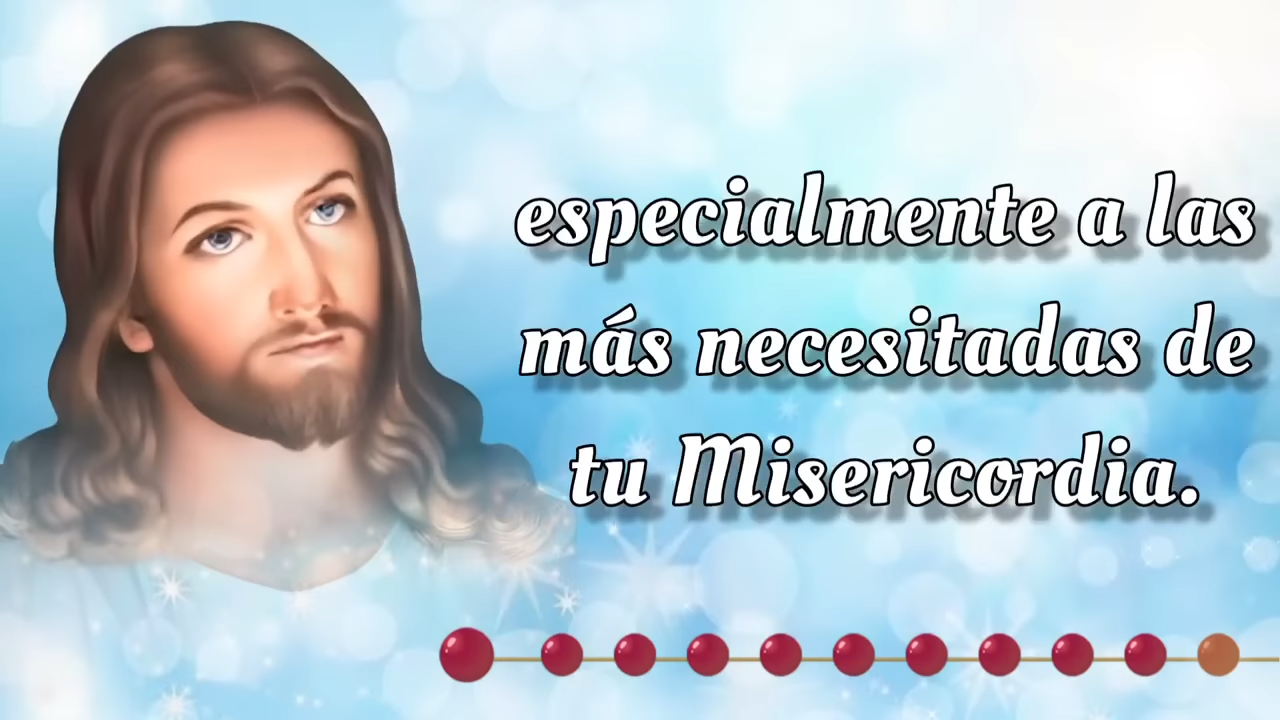 especialmente a las
más necesitadas de
tu Misericordia.